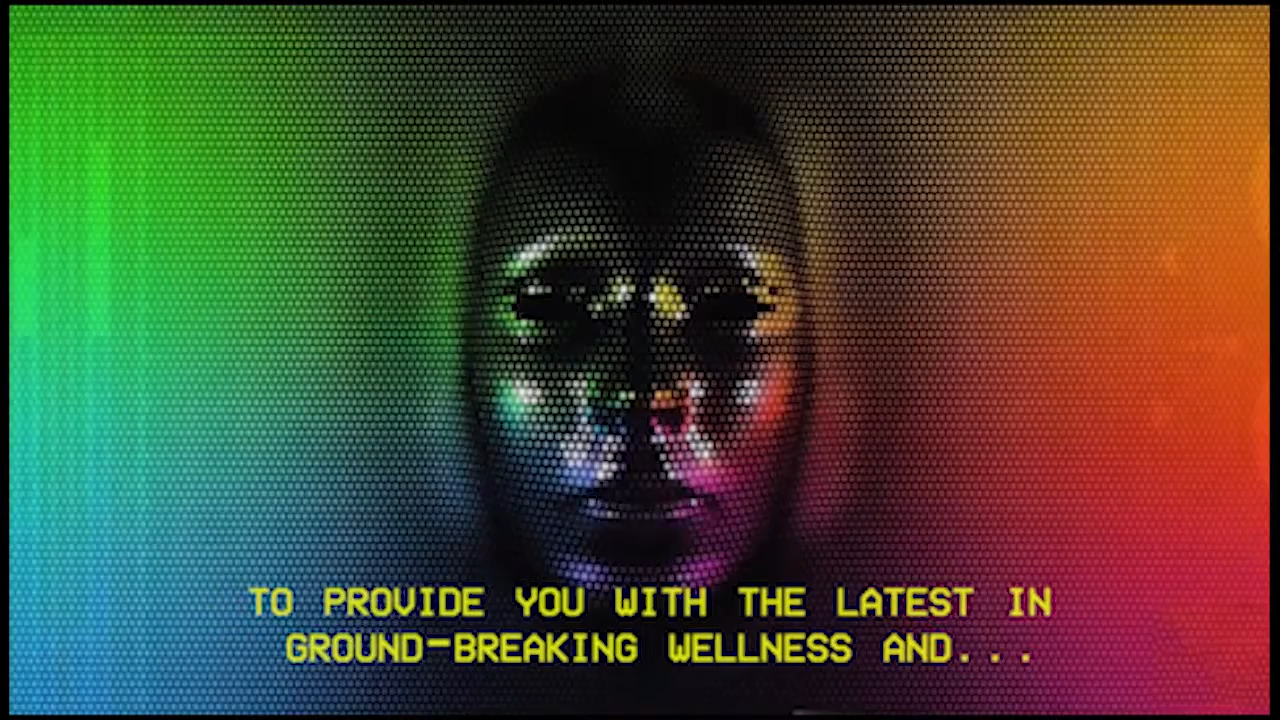 TO PROVIDE YOU WITH THE LATEST IN
GROUND-BREAKING WELLNESS AND...